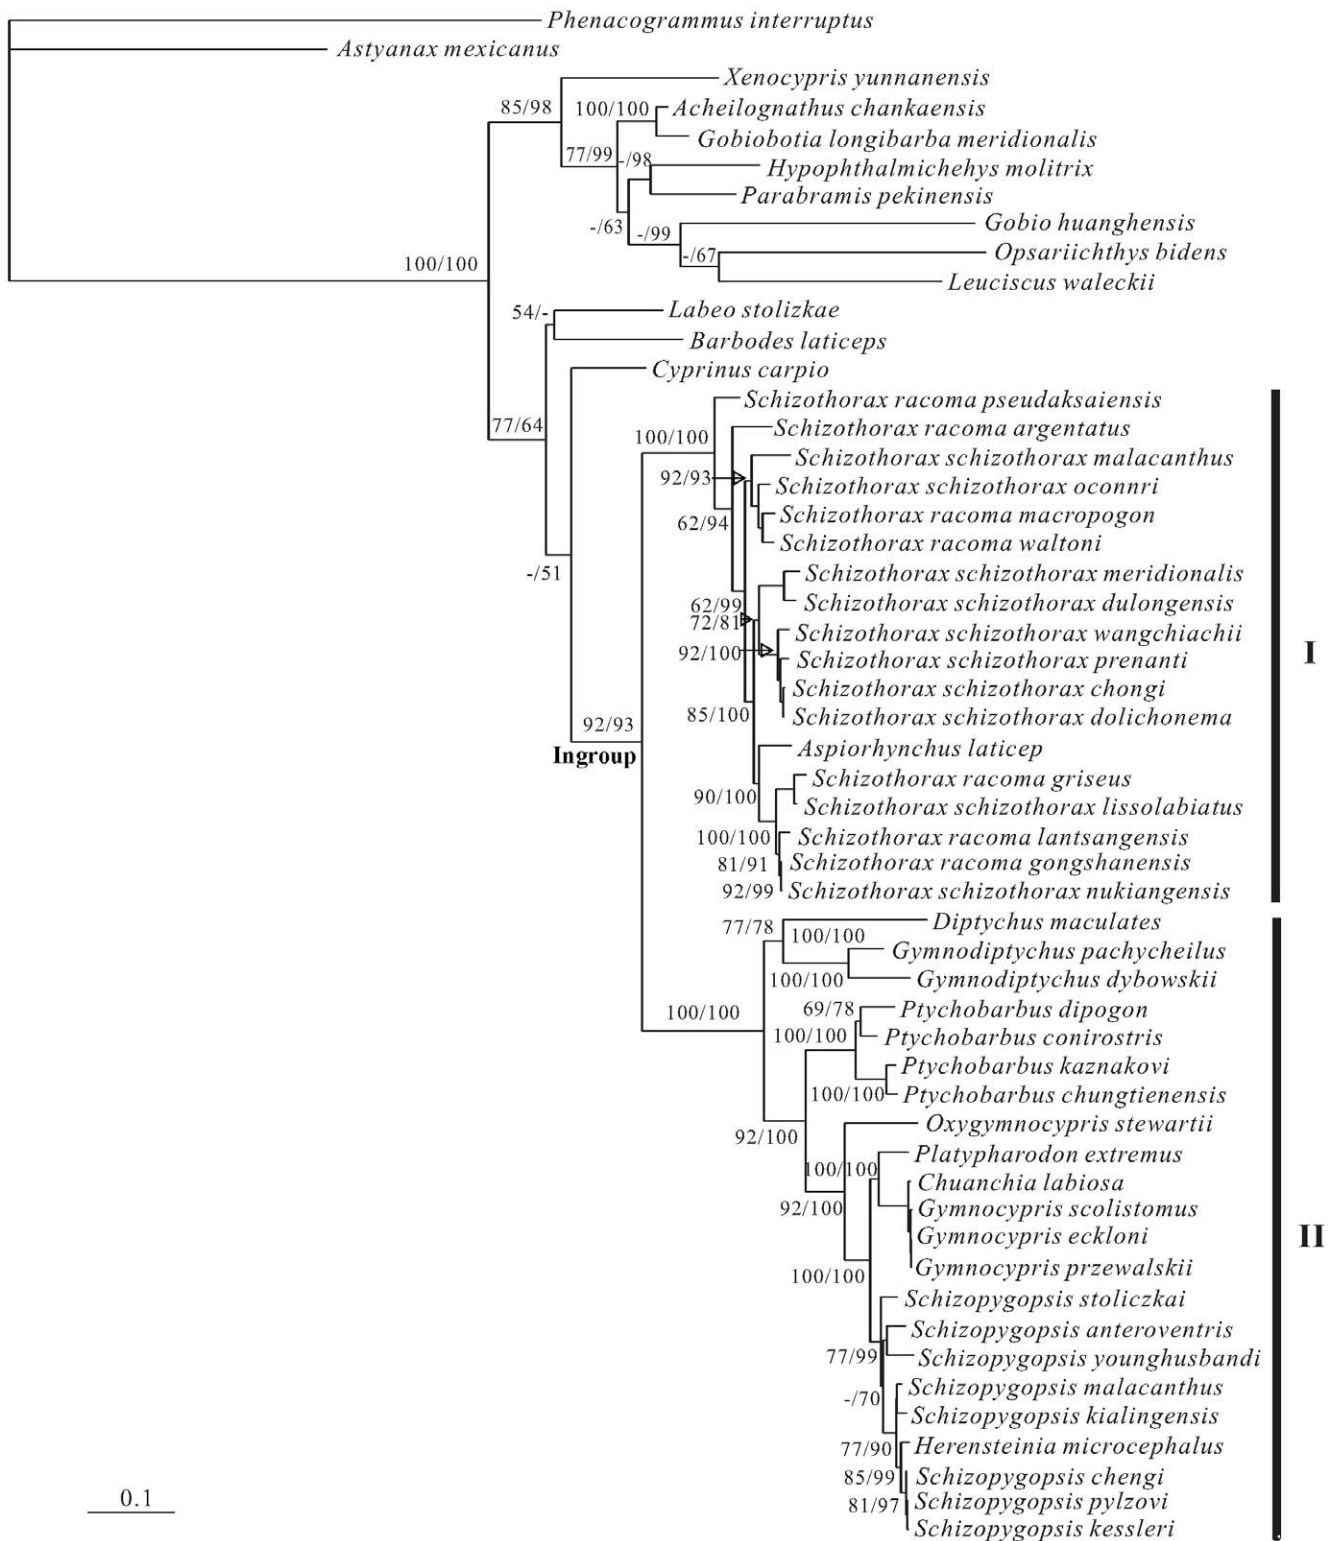 Phenacogrammus interruptus
Astyanax mexicanus
Xenocypris yunnanensis
85/98
100/100
Acheilognathus chankaensis
Gobiobotia longibarba meridionalis
77/99
-/98
Hypophthalmichehys molitrix
Parabramis pekinensis
-/63
Gobio huanghensis
-/99
-/67
Opsariichthys bidens
100/100
Leuciscus waleckii
54/-
Labeo stolizkae
Barbodes laticeps
Cyprinus carpio
77/64
Schizothorax racoma pseudaksaiensis
100/100
Schizothorax racoma argentatus
Schizothorax schizothorax malacanthus
92/93
Schizothorax schizothorax oconnri
62/94
Schizothorax racoma macropogon
Schizothorax racoma waltoni
-/51
Schizothorax schizothorax meridionalis
62/99
Schizothorax schizothorax dulongensis
72/81
Schizothorax schizothorax wangchiachii
92/100
Schizothorax schizothorax prenanti
I
Schizothorax schizothorax chongi
85/100
Schizothorax schizothorax dolichonema
92/93
Ingroup
Aspiorhynchus laticep
Schizothorax racoma griseus
90/100
Schizothorax schizothorax lissolabiatus
100/100
Schizothorax racoma lantsangensis
81/91
Schizothorax racoma gongshanensis
92/99
Schizothorax schizothorax nukiangensis
77/78
Diptychus maculates
100/100
Gymnodiptychus pachycheilus
100/100
Gymnodiptychus dybowskii
100/100
69/78
Ptychobarbus dipogon
100/100
Ptychobarbus conirostris
Ptychobarbus kaznakovi
100/100
Ptychobarbus chungtienensis
92/100
Oxygymnocypris stewartii
100/100
Platypharodon extremus
Chuanchia labiosa
92/100
Gymnocypris scolistomus
Gymnocypris eckloni
II
100/100
Gymnocypris przewalskii
Schizopygopsis stoliczkai
Schizopygopsis anteroventris
77/99
Schizopygopsis younghusbandi
-/70
Schizopygopsis malacanthus
Schizopygopsis kialingensis
77/90
Herensteinia microcephalus
85/99
Schizopygopsis chengi
81/97
Schizopygopsis pylzovi
Schizopygopsis kessleri
0.1